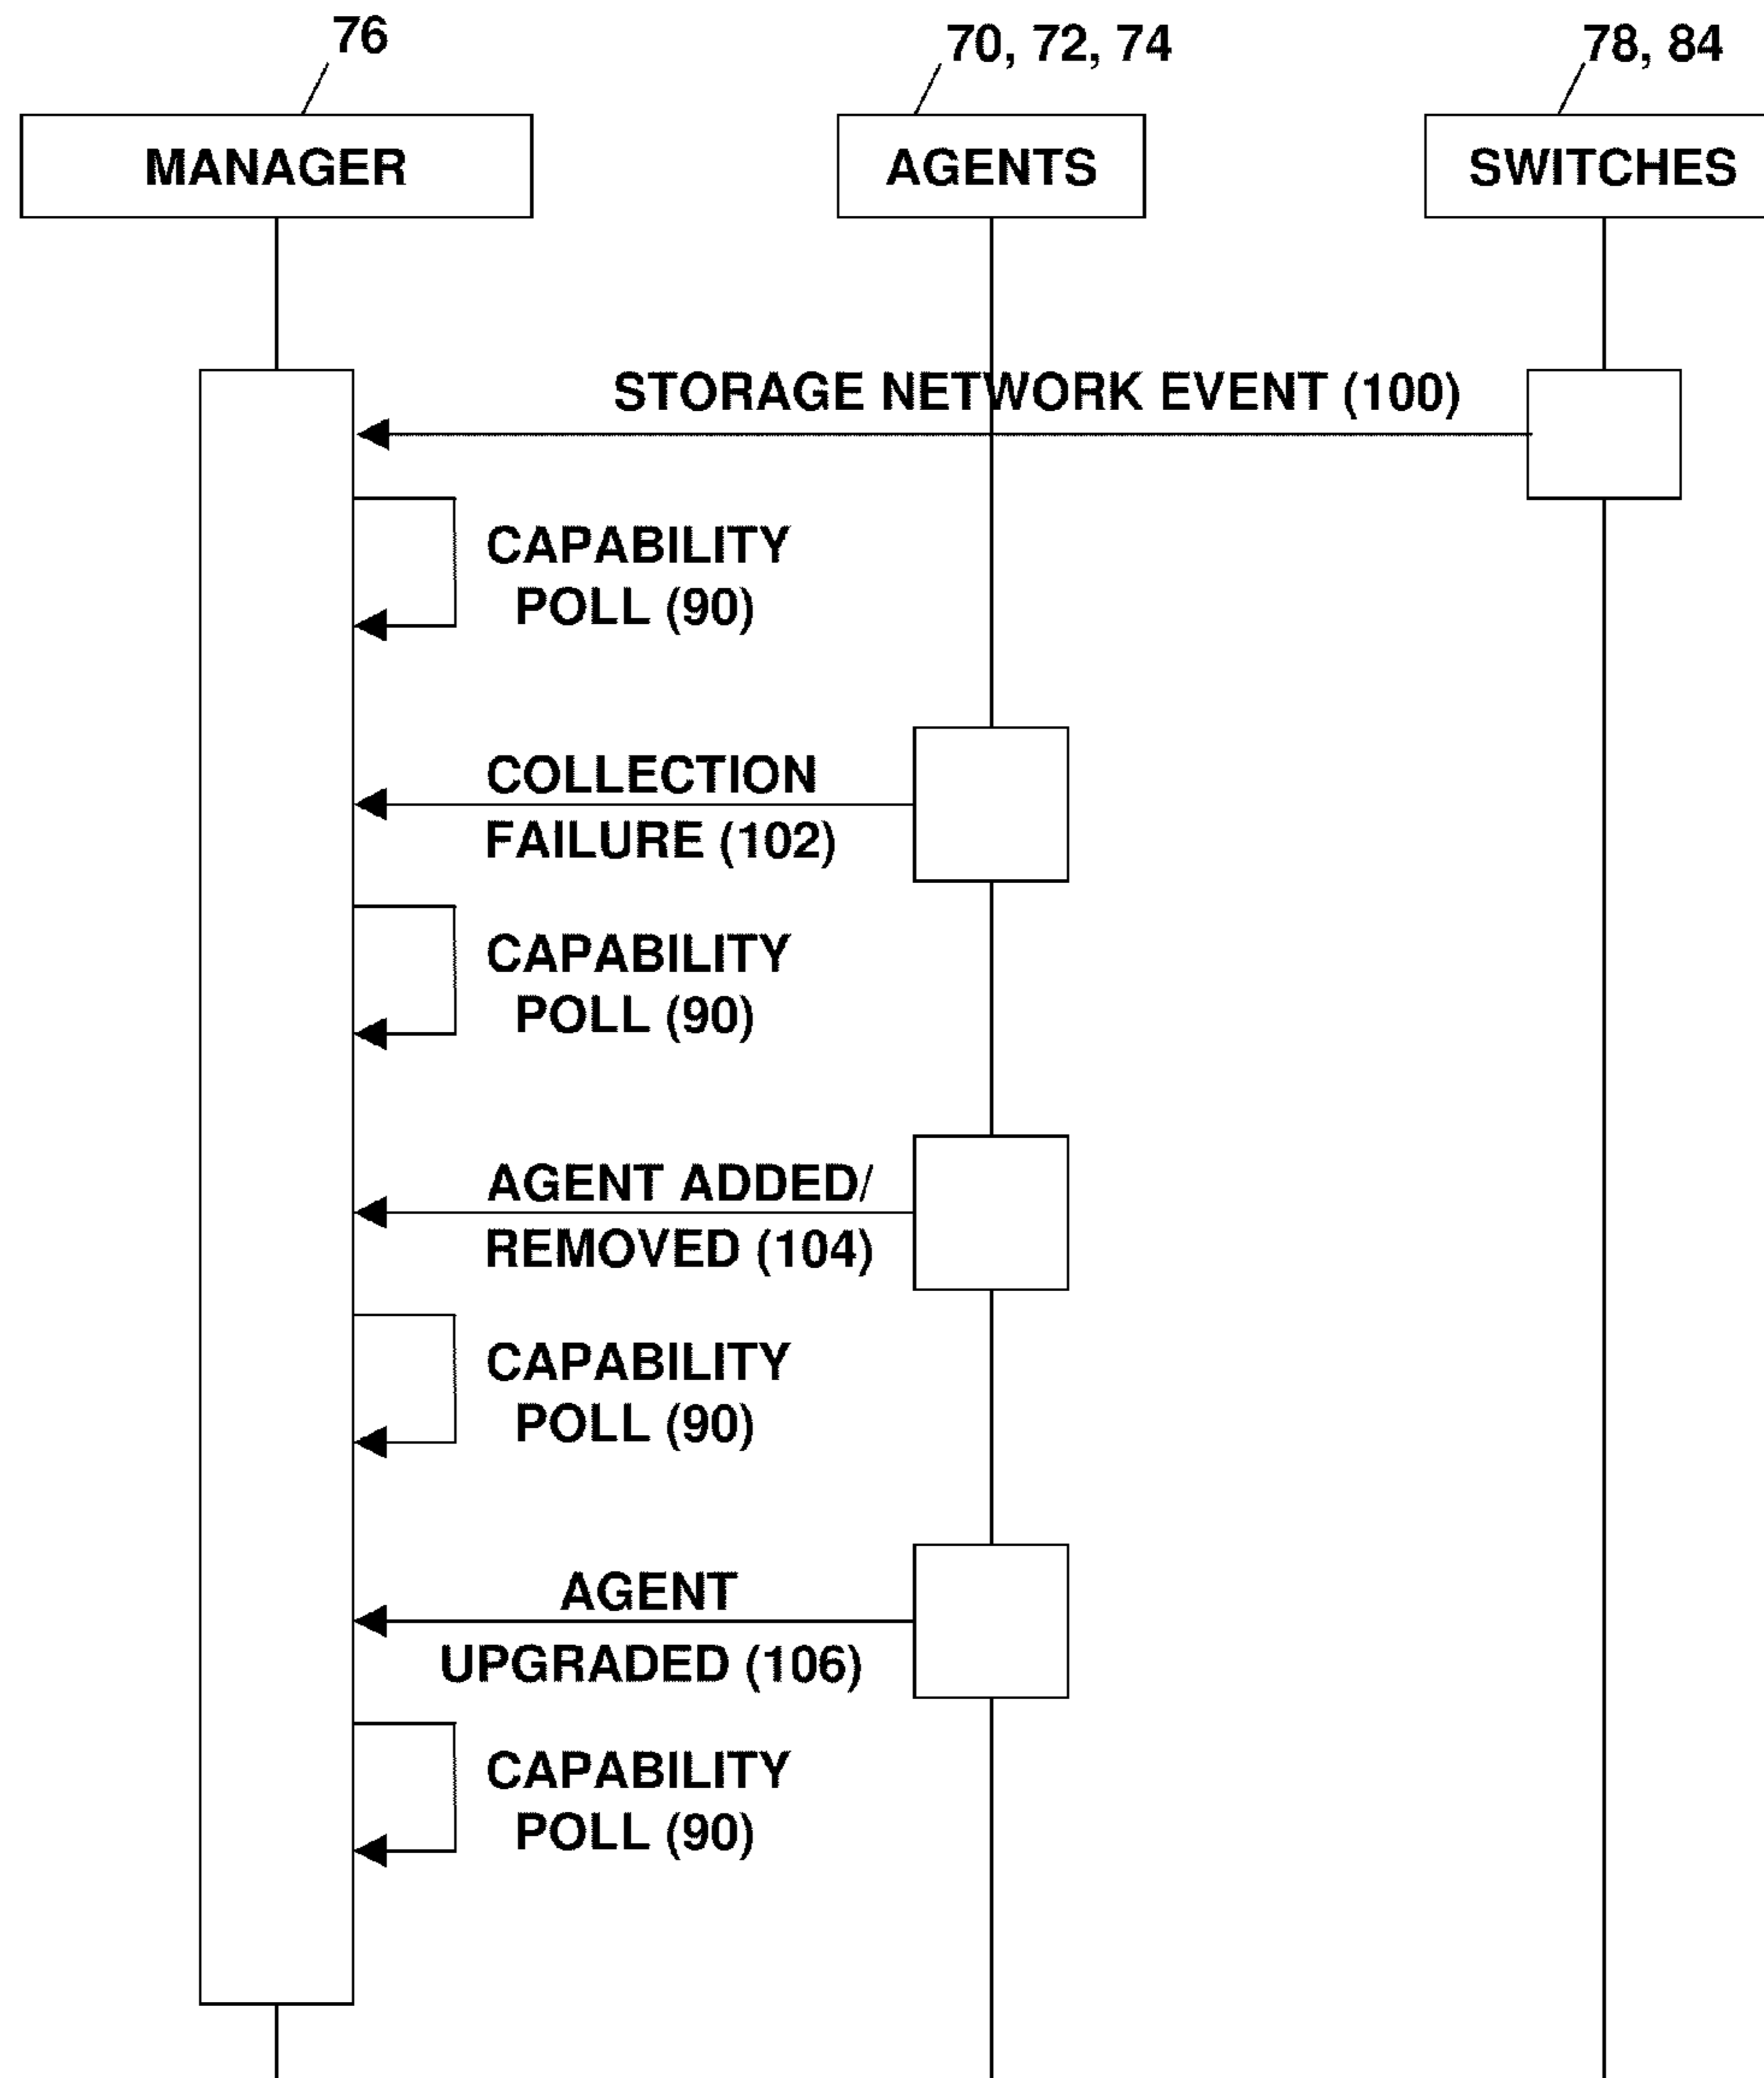 76
70, 72, 74
78, 84
MANAGER
AGENTS
SWITCHES
STORAGE NETWORK EVENT (100)
CAPABILITY
POLL (90)
COLLECTION
FAILURE (102)
CAPABILITY
POLL (90)
AGENT ADDED/
REMOVED (104)
CAPABILITY
POLL (90)
AGENT
UPGRADED (106)
CAPABILITY
POLL (90)